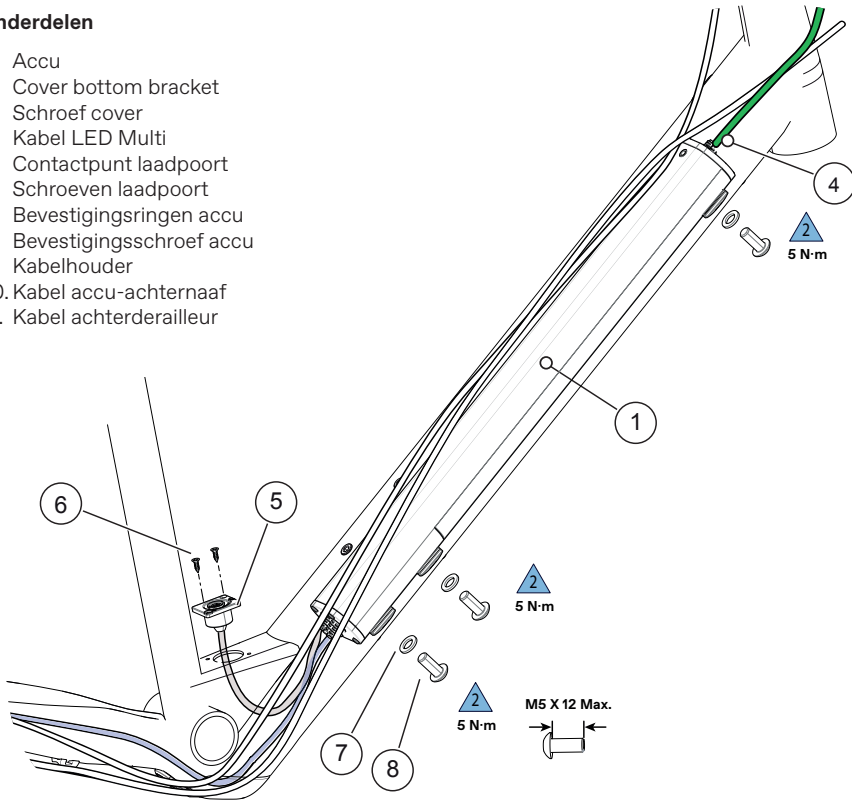 nderdelen
Accu
Cover bottom bracket
Schroef cover
Kabel LED Multi
Contactpunt laadpoort
Schroeven laadpoort
Bevestigingsringen accu
Bevestigingsschroef accu
Kabelhouder
0. Kabel accu-achternaaf
. Kabel achterderailleur
4
2
5 N·m
1
6
5
2
5 N·m
2
5 N·m
M5 X 12 Max.
7
8